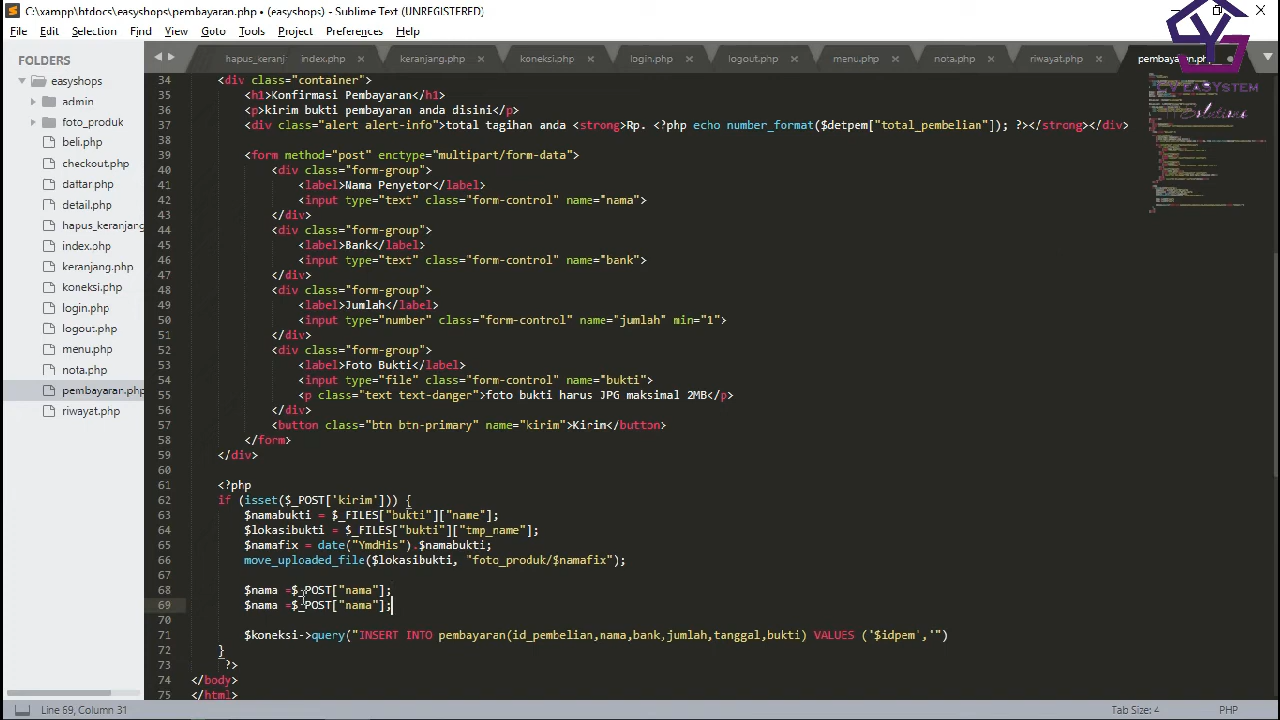 C:\xampp\htdocs\easyshops\pembayaran.php • (easyshops) - Sublime Text (UNREGISTERED)
File Edit Selection Find View Goto Tools Project Preferences Help
FOLDERS
easyshops
admin
foto_produk
beli.php
checkout.php
daftar.php
detail.php
hapus_keranjang
index.php
keranjang.php
koneksi.php
login.php
logout.php
menu.php
nota.php
pembayaran.php
riwayat.php
hapus_keranj index.php keranjang.php koneksi.php login.php logout.php menu.php nota.php riwayat.php pembayaran.php
34 <div class="container">
35 <h1>Konfirmasi Pembayaran</h1>
36 <p>kirim bukti pembayaran anda disini</p>
37 <div class="alert alert-info">total tagihan anda <strong>Rp. <?php echo number_format($detpem["total_pembelian"]); ?></strong></div>
38
39 <form method="post" enctype="multipart/form-data">
40 <div class="form-group">
41 <label>Nama Penyetor</label>
42 <input type="text" class="form-control" name="nama">
43 </div>
44 <div class="form-group">
45 <label>Bank</label>
46 <input type="text" class="form-control" name="bank">
47 </div>
48 <div class="form-group">
49 <label>Jumlah</label>
50 <input type="number" class="form-control" name="jumlah" min="1">
51 </div>
52 <div class="form-group">
53 <label>Foto Bukti</label>
54 <input type="file" class="form-control" name="bukti">
55 <p class="text text-danger">foto bukti harus JPG maksimal 2MB</p>
56 </div>
57 <button class="btn btn-primary" name="kirim">Kirim</button>
58 </form>
59 </div>
60
61 <?php
62 if (isset($_POST['kirim'])) {
63 $namabukti = $_FILES["bukti"]["name"];
64 $lokasibukti = $_FILES["bukti"]["tmp_name"];
65 $namafix = date("YmdHis").$namabukti;
66 move_uploaded_file($lokasibukti, "foto_produk/$namafix");
67
68 $nama =$_POST["nama"];
69 $nama =$_POST["nama"];
70
71 $koneksi->query("INSERT INTO pembayaran(id_pembelian,nama,bank,jumlah,tanggal,bukti) VALUES ('$idpem','")
72 }
73 ?>
74 </body>
75 </html>
Line 69, Column 31
Tab Size: 4
PHP